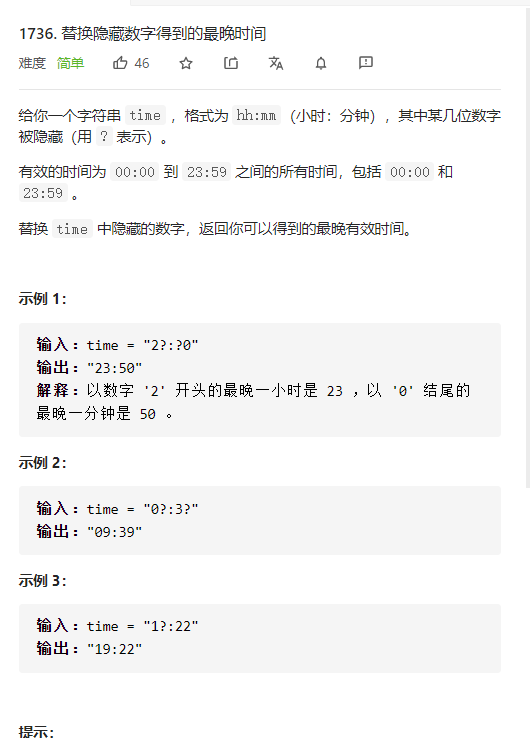 1736. 替换隐藏数字得到的最晚时间
难度 简单 46
给你一个字符串 time ，格式为 hh:mm （小时：分钟），其中某几位数字
被隐藏（用 ? 表示）。
有效的时间为 00:00 到 23:59 之间的所有时间，包括 00:00 和
23:59 。
替换 time 中隐藏的数字，返回你可以得到的最晚有效时间。
示例 1：
输入：time = "2?:?0"
输出："23:50"
解释：以数字 '2' 开头的最晚一小时是 23 ，以 '0' 结尾的
最晚一分钟是 50 。
示例 2：
输入：time = "0?:3?"
输出："09:39"
示例 3：
输入：time = "1?:22"
输出："19:22"
提示：